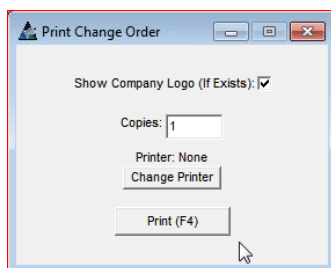 Print Change Order
Show Company Logo (If Exists):
Copies: 1
Printer: None
Change Printer
Print (F4)